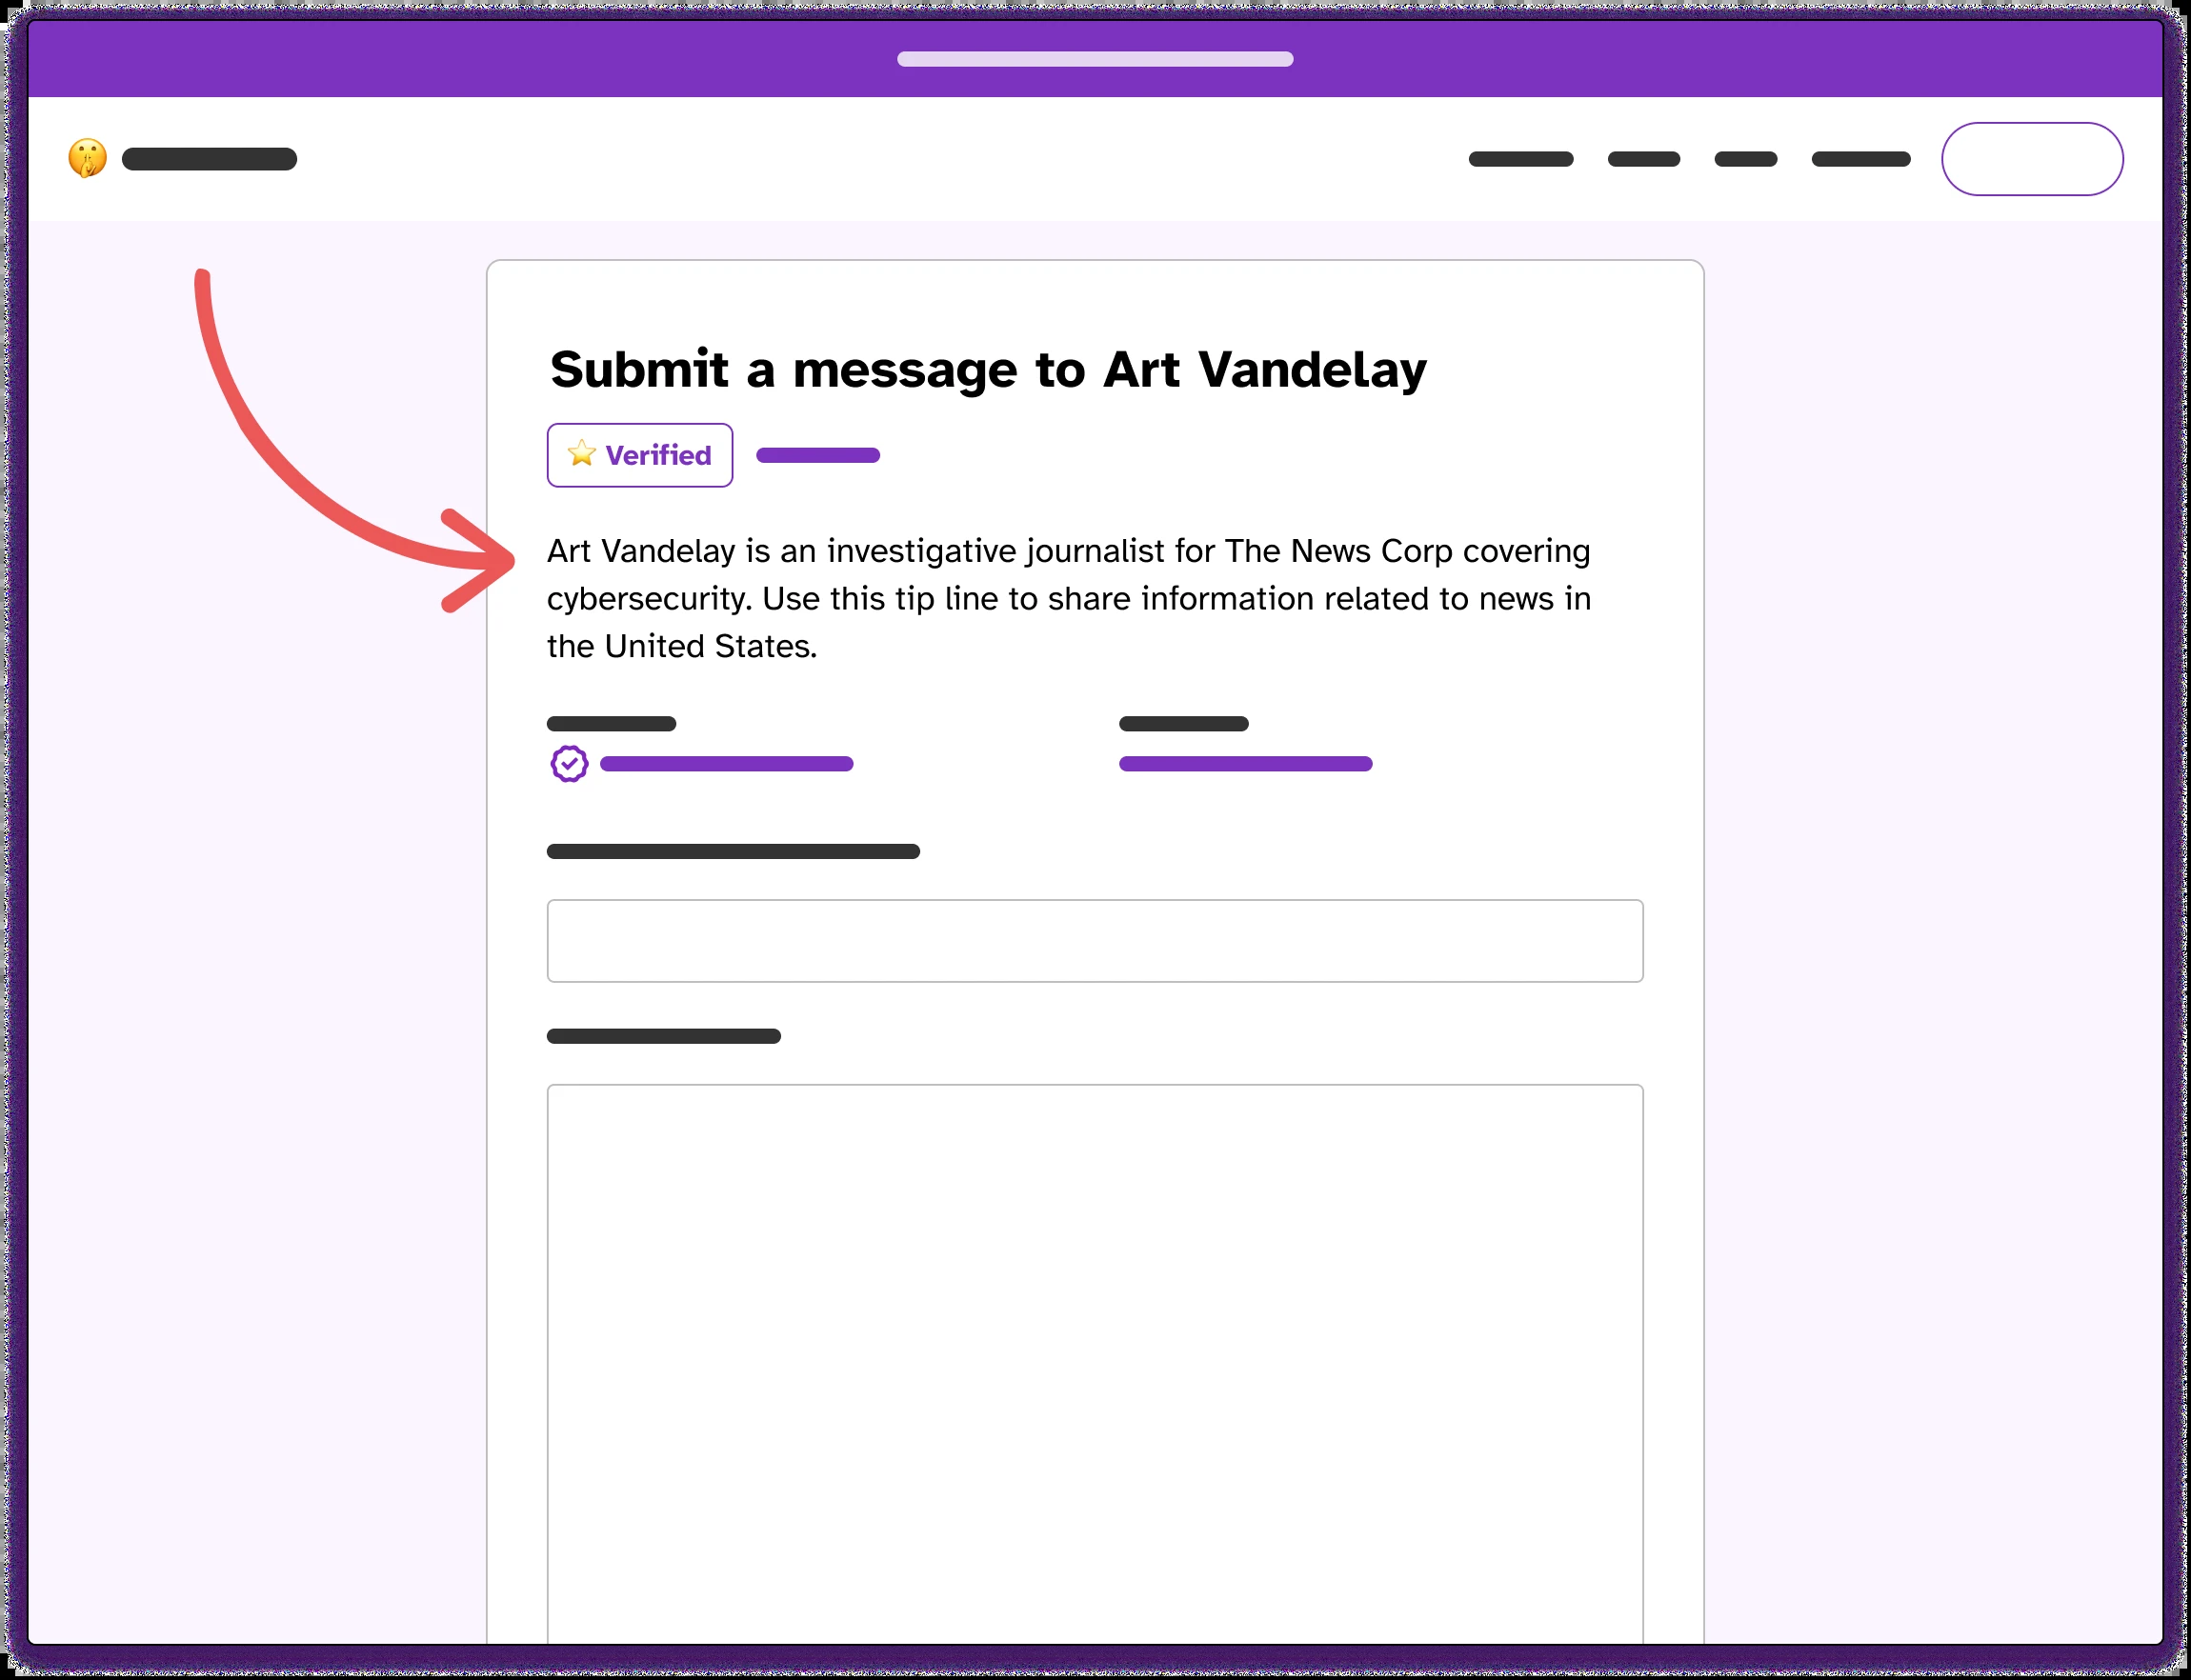 Submit a message to Art Vandelay
Verified
Art Vandelay is an investigative journalist for The News Corp covering
cybersecurity. Use this tip line to share information related to news in
the United States.